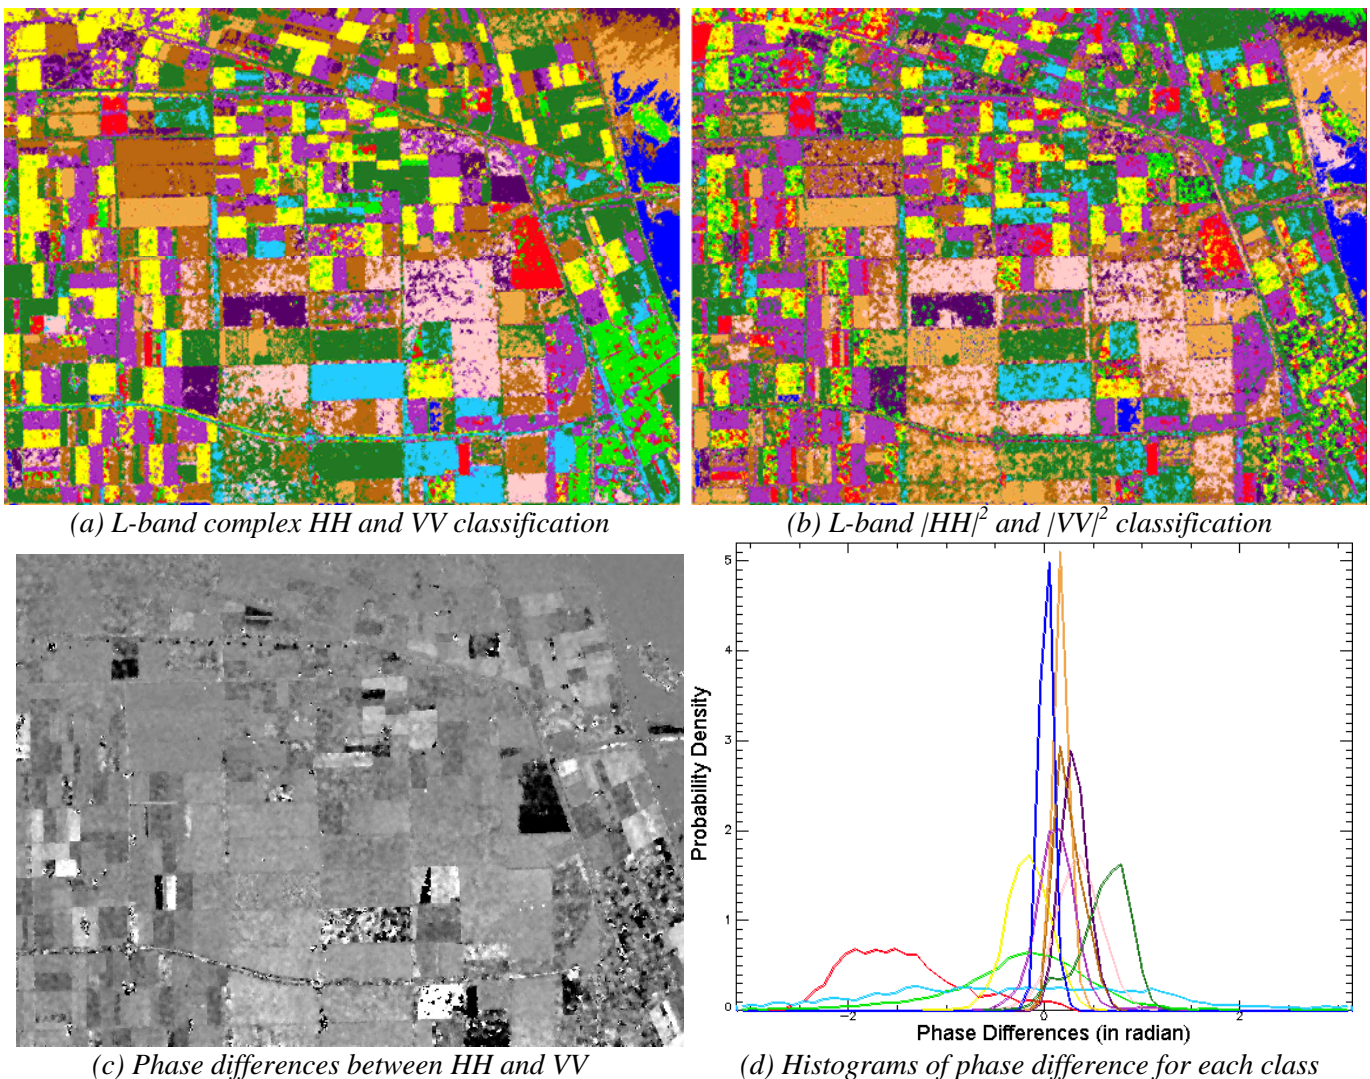 (a) L-band complex HH and VV classification
(b) L-band |HH|² and |VV|² classification
5
4
3
2
1
0
Probability Density
−2
0
2
Phase Differences (in radian)
(c) Phase differences between HH and VV
(d) Histograms of phase difference for each class